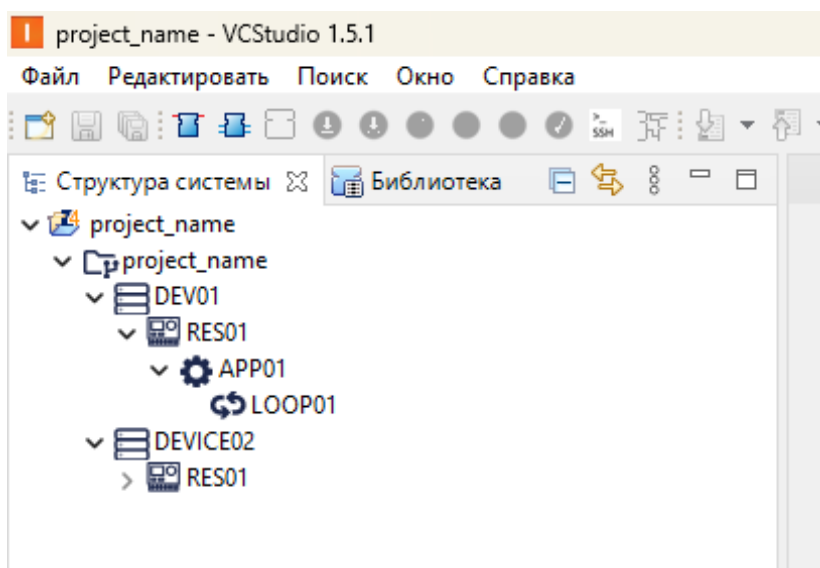 project_name - VCStudio 1.5.1
Файл Редактировать Поиск Окно Справка
SSH
Структура системы Библиотека
project_name
project_name
DEV01
RES01
APP01
LOOP01
DEVICE02
RES01